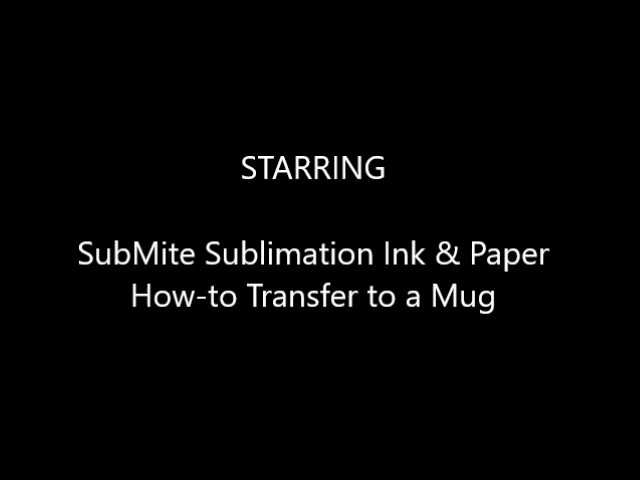 STARRING
SubMite Sublimation Ink & Paper
How-to Transfer to a Mug